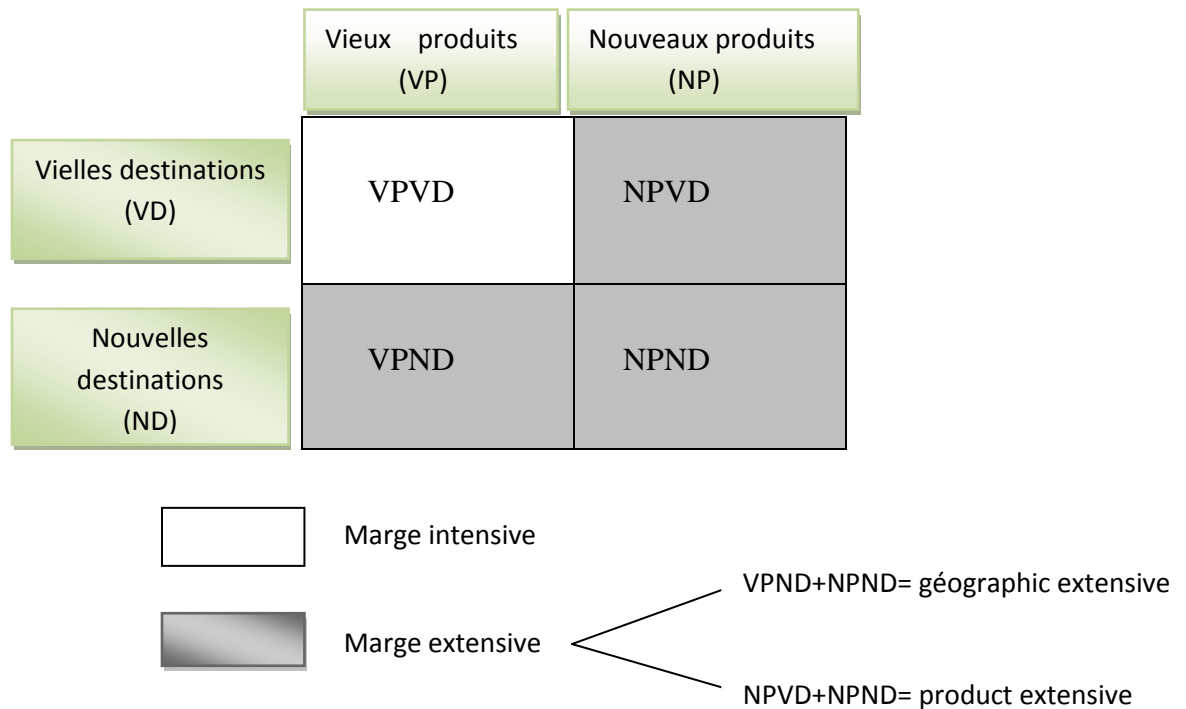 Vieux produits
(VP)
Nouveaux produits
(NP)
Vielles destinations
(VD)
VPVD
NPVD
Nouvelles
destinations
(ND)
VPND
NPND
Marge intensive
Marge extensive
VPND+NPND= géographic extensive
NPVD+NPND= product extensive